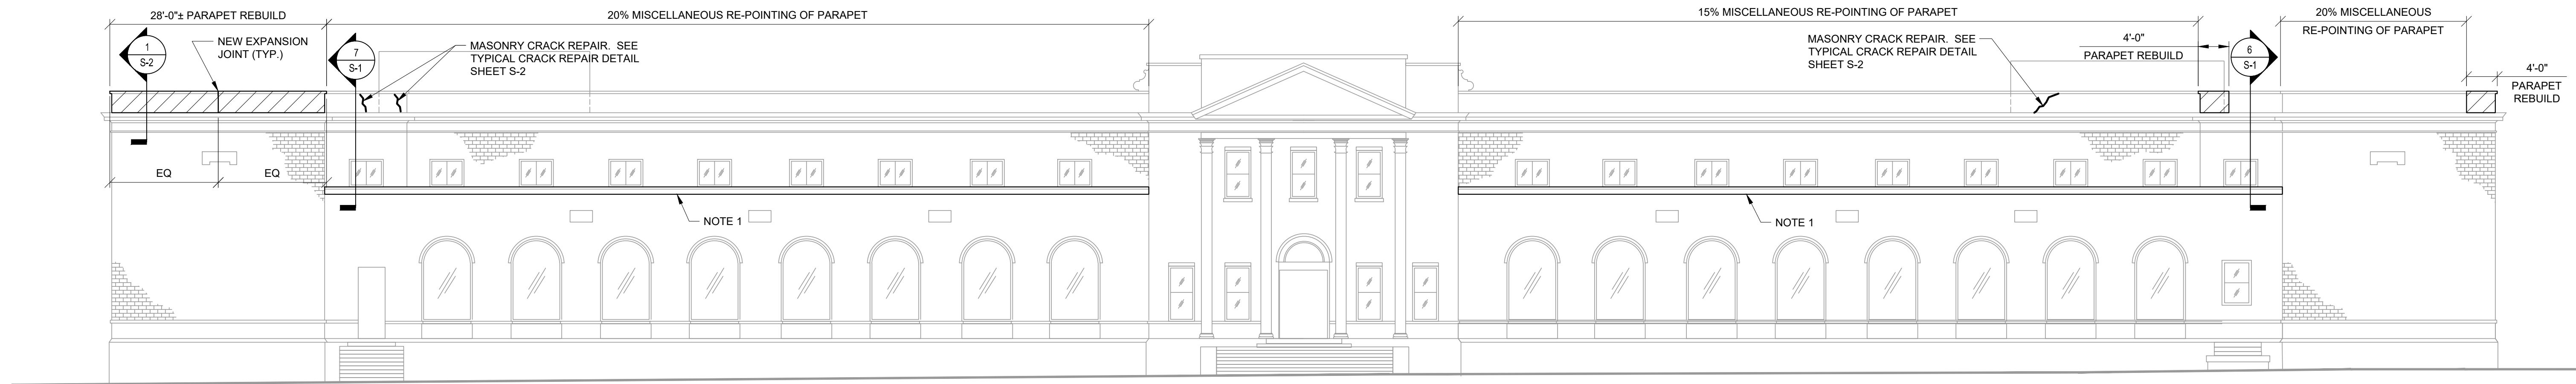 28'-0"± PARAPET REBUILD
20% MISCELLANEOUS RE-POINTING OF PARAPET
15% MISCELLANEOUS RE-POINTING OF PARAPET
20% MISCELLANEOUS
RE-POINTING OF PARAPET
1
S-2
NEW EXPANSION
JOINT (TYP.)
7
S-1
MASONRY CRACK REPAIR. SEE
TYPICAL CRACK REPAIR DETAIL
SHEET S-2
MASONRY CRACK REPAIR. SEE
TYPICAL CRACK REPAIR DETAIL
SHEET S-2
4'-0"
PARAPET REBUILD
6
S-1
4'-0"
PARAPET
REBUILD
EQ
EQ
NOTE 1
NOTE 1